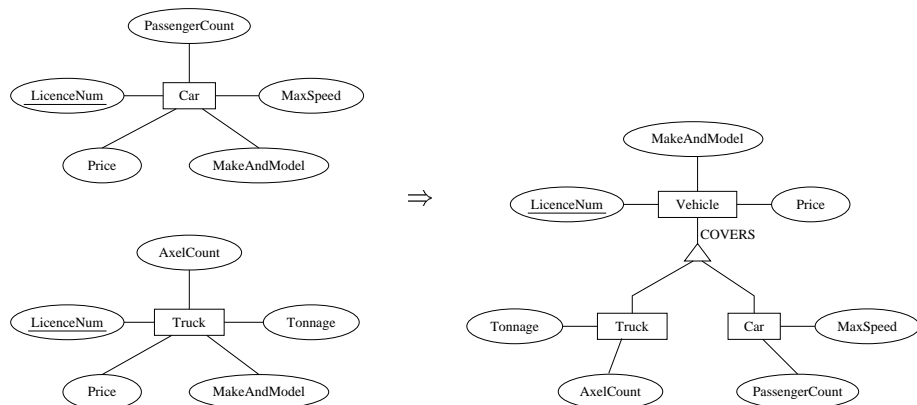 PassengerCount
LicenceNum
Car
MaxSpeed
Price
MakeAndModel
AxelCount
LicenceNum
Truck
Tonnage
Price
MakeAndModel
⇒
MakeAndModel
LicenceNum
Vehicle
Price
COVERS
Tonnage
Truck
Car
MaxSpeed
AxelCount
PassengerCount